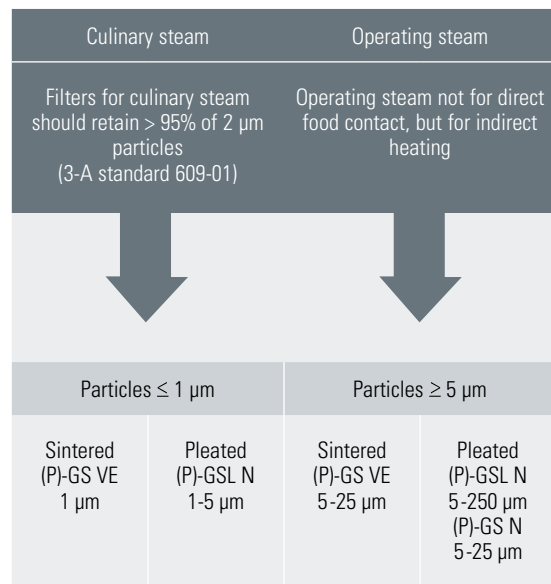 Culinary steam
Operating steam
Filters for culinary steam
should retain > 95% of 2 µm
particles
(3-A standard 609-01)
Operating steam not for direct
food contact, but for indirect
heating
Particles ≤ 1 µm
Particles ≥ 5 µm
Sintered
(P)-GS VE
1 µm
Pleated
(P)-GSL N
1-5 µm
Sintered
(P)-GS VE
5-25 µm
Pleated
(P)-GSL N
5-250 µm
(P)-GS N
5-25 µm